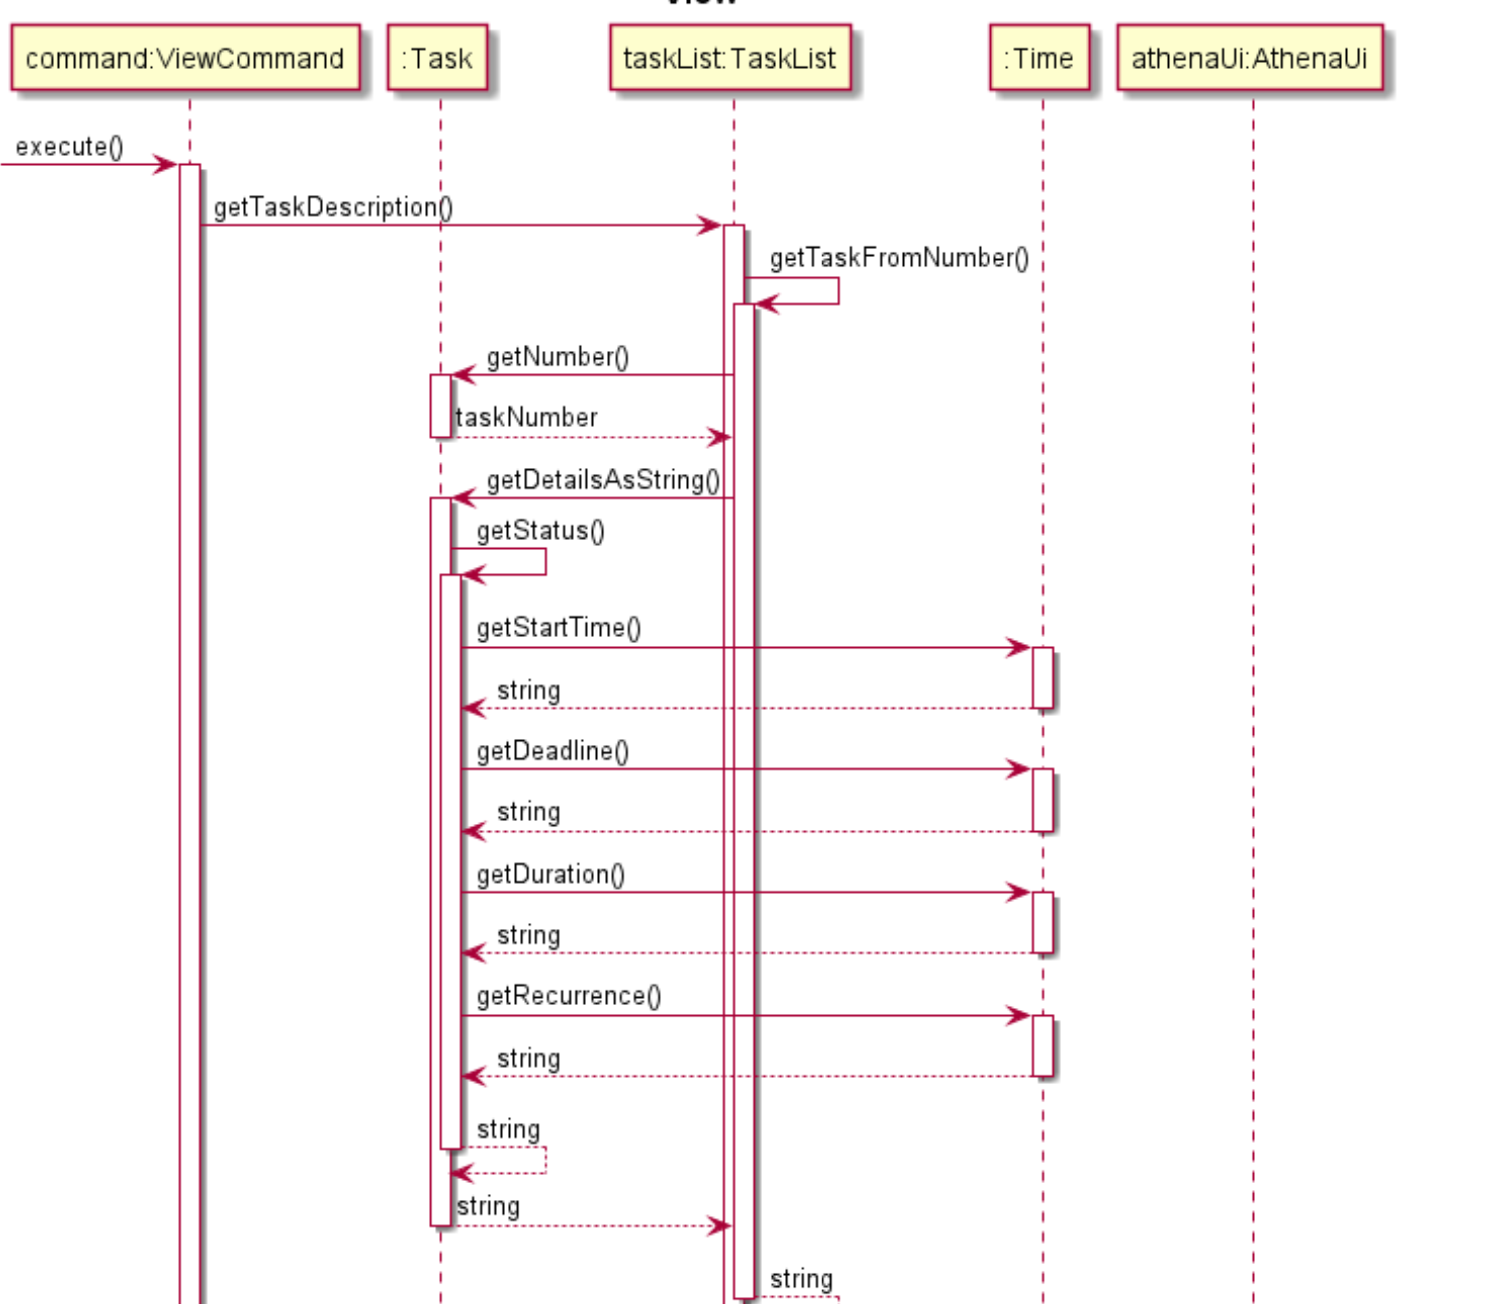 command:ViewCommand
:Task
taskList:TaskList
:Time
athenaUi:AthenaUi
execute()
getTaskDescription()
getTaskFromNumber()
getNumber()
taskNumber
getDetailsAsString()
getStatus()
getStartTime()
string
getDeadline()
string
getDuration()
string
getRecurrence()
string
string
string
string